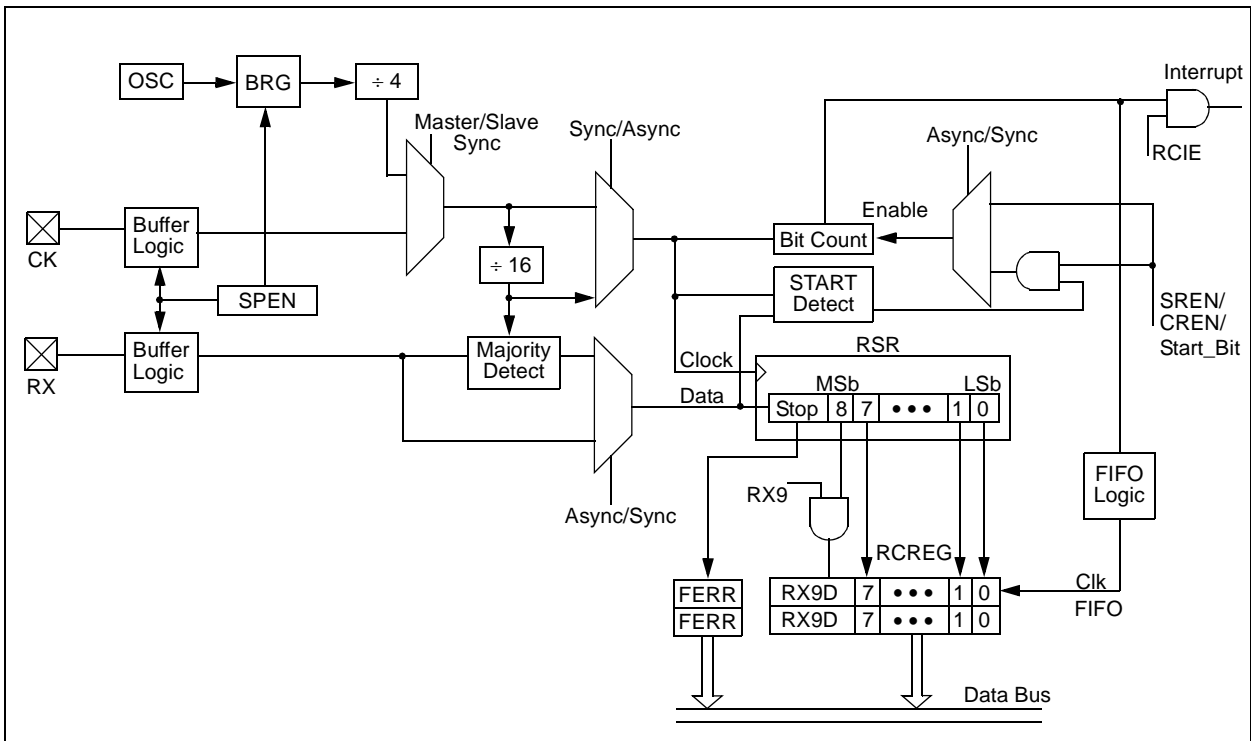 Interrupt
OSC
BRG
÷ 4
Master/Slave
Sync
Sync/Async
Async/Sync
RCIE
CK
Buffer
Logic
÷ 16
Bit Count
Enable
SPEN
START
Detect
SREN/
CREN/
Start_Bit
RX
Buffer
Logic
Majority
Detect
Clock
RSR
Data
MSb
LSb
Stop 8 7 • • • 1 0
Async/Sync
RX9
FIFO
Logic
RCREG
Clk
FIFO
FERR
RX9D 7 • • • 1 0
FERR
RX9D 7 • • • 1 0
Data Bus